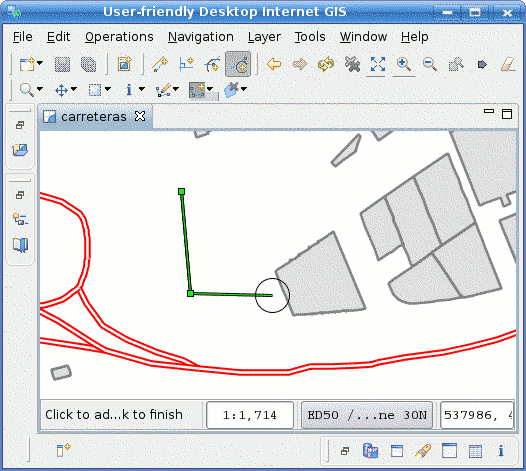 User-friendly Desktop Internet GIS
File Edit Operations Navigation Layer Tools Window Help
carreteras
Click to ad...k to finish 1:1,714 ED50 /...ne 30N 537986, 4